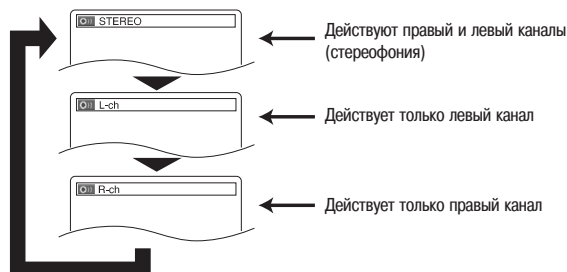 STEREO
Действуют правый и левый каналы
(стереофония)
L-ch
Действует только левый канал
R-ch
Действует только правый канал